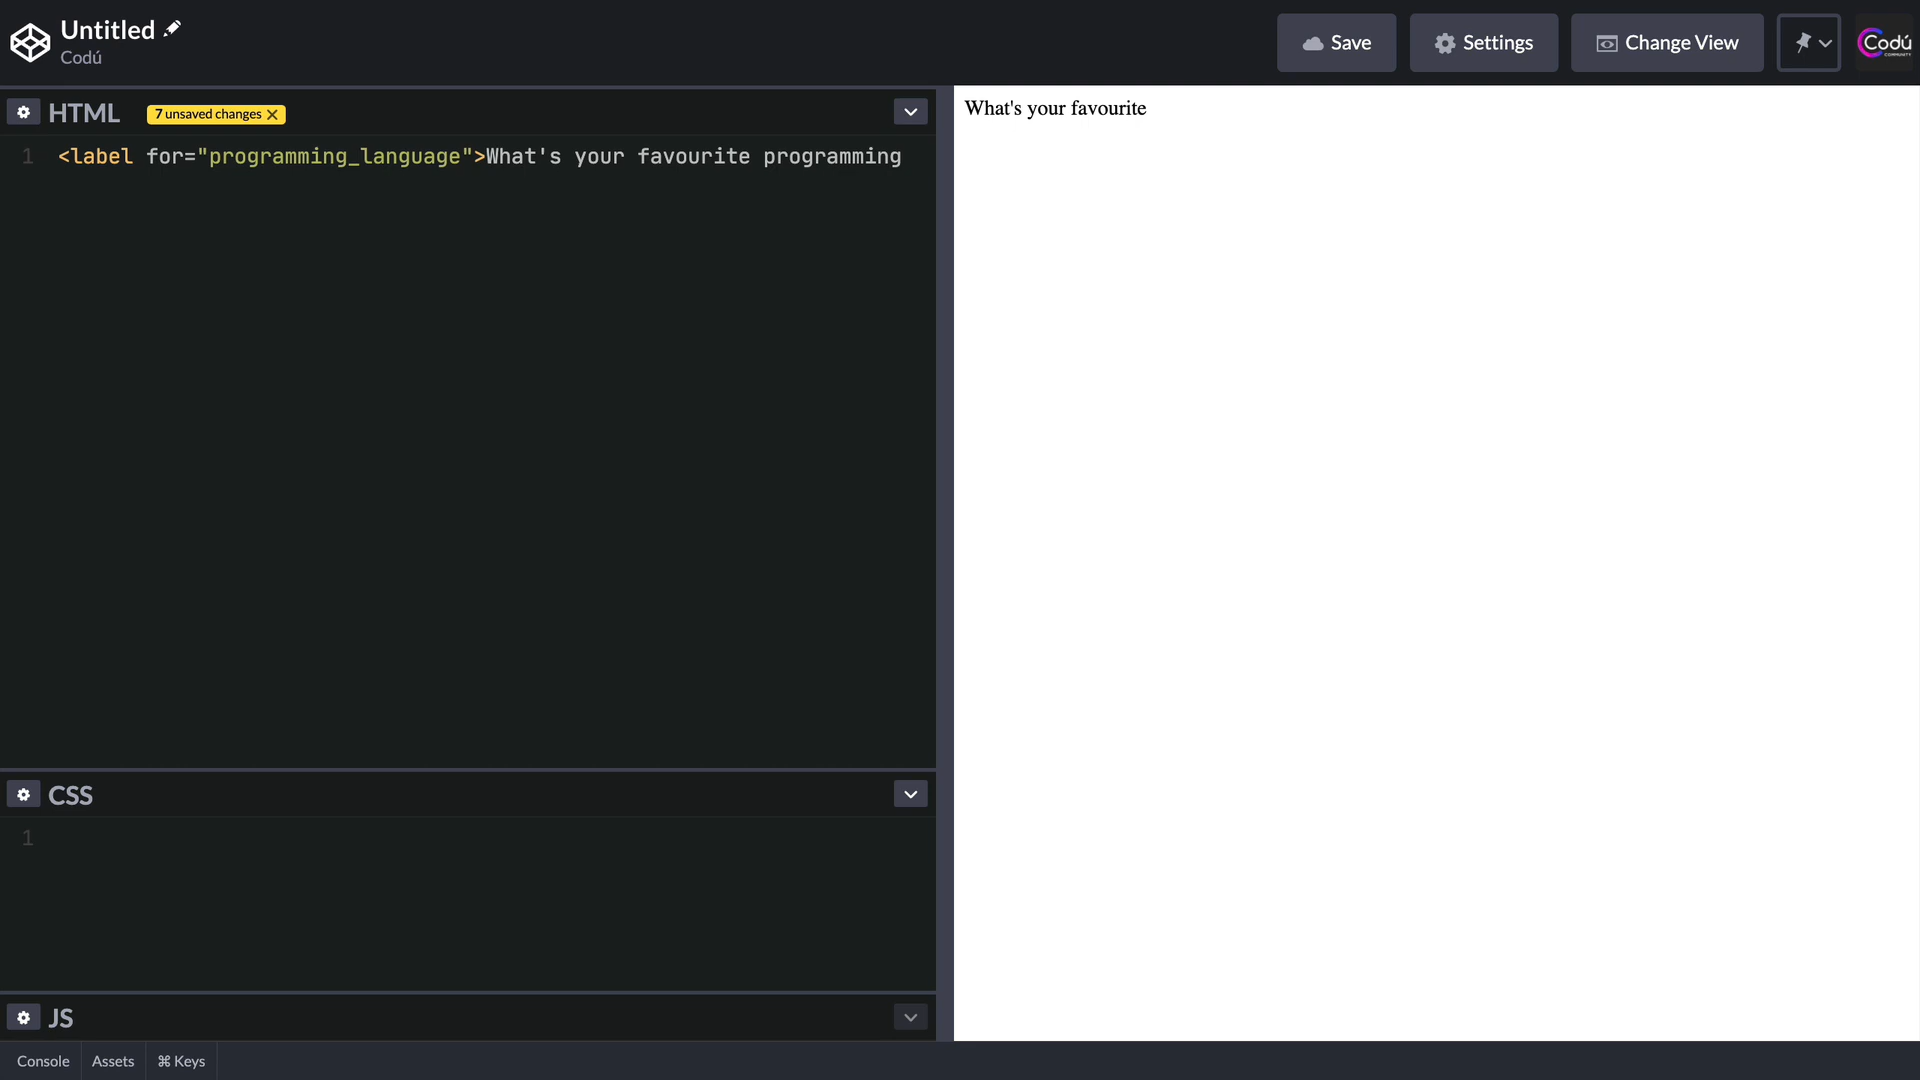 Untitled
Codú
Save
Settings
Change View
Codú
COMMUNITY
HTML
7 unsaved changes
1 <label for="programming_language">What's your favourite programming
What's your favourite
CSS
1
JS
Console
Assets
⌘ Keys